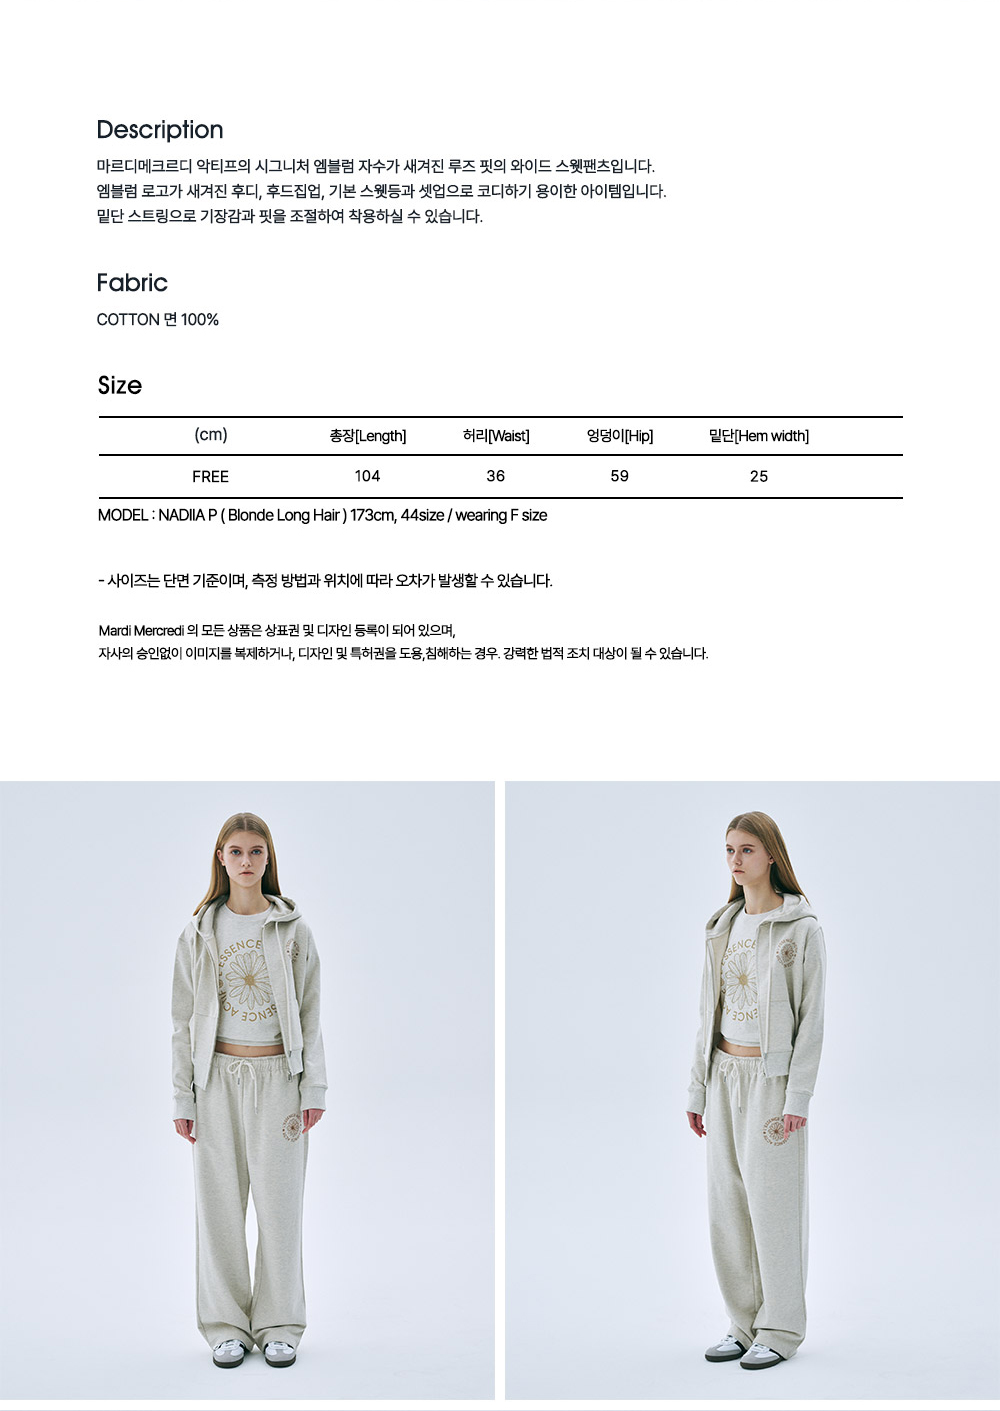 Description
마르디메크르디 악티프의 시그니처 엠블럼 자수가 새겨진 루즈 핏의 와이드 스웻팬츠입니다.
엠블럼 로고가 새겨진 후디, 후드집업, 기본 스웻등과 셋업으로 코디하기 용이한 아이템입니다.
밑단 스트링으로 기장감과 핏을 조절하여 착용하실 수 있습니다.
Fabric
COTTON 면 100%
Size
(cm) 총장[Length] 허리[Waist] 엉덩이[Hip] 밑단[Hem width]
FREE 104 36 59 25
MODEL : NADIIA P ( Blonde Long Hair ) 173cm, 44size / wearing F size
- 사이즈는 단면 기준이며, 측정 방법과 위치에 따라 오차가 발생할 수 있습니다.
Mardi Mercredi 의 모든 상품은 상표권 및 디자인 등록이 되어 있으며,
자사의 승인없이 이미지를 복제하거나, 디자인 및 특허권을 도용,침해하는 경우. 강력한 법적 조치 대상이 될 수 있습니다.
ESSENCE